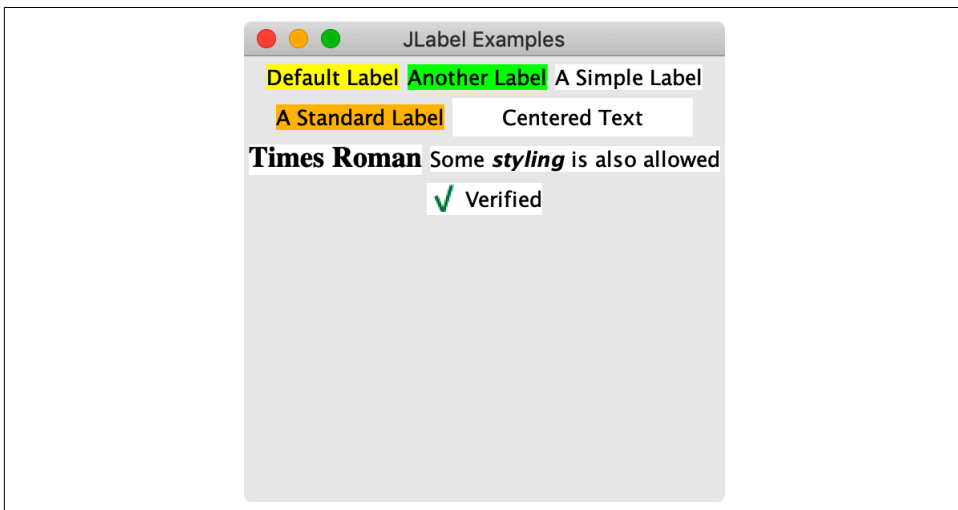 JLabel Examples
Default Label Another Label A Simple Label
A Standard Label Centered Text
Times Roman Some styling is also allowed
Verified